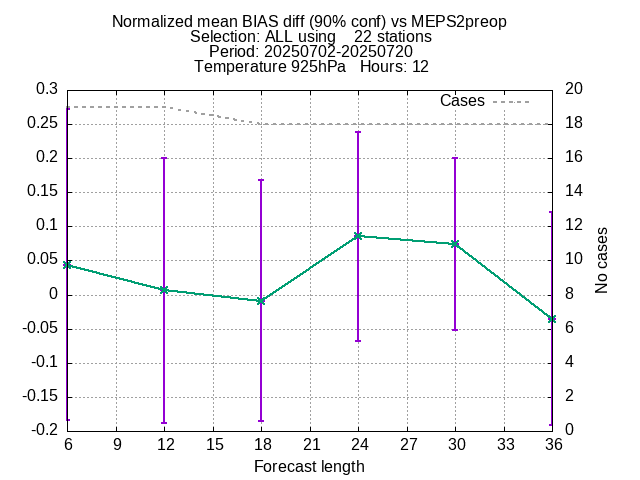 Normalized mean BIAS diff (90% conf) vs MEPS2preop
Selection: ALL using    22 stations
Period: 20250702-20250720
Temperature 925hPa   Hours: 12
Cases
0.3
0.25
0.2
0.15
0.1
0.05
0
-0.05
-0.1
-0.15
-0.2
20
18
16
14
12
10
8
6
4
2
0
No cases
6 9 12 15 18 21 24 27 30 33 36
Forecast length